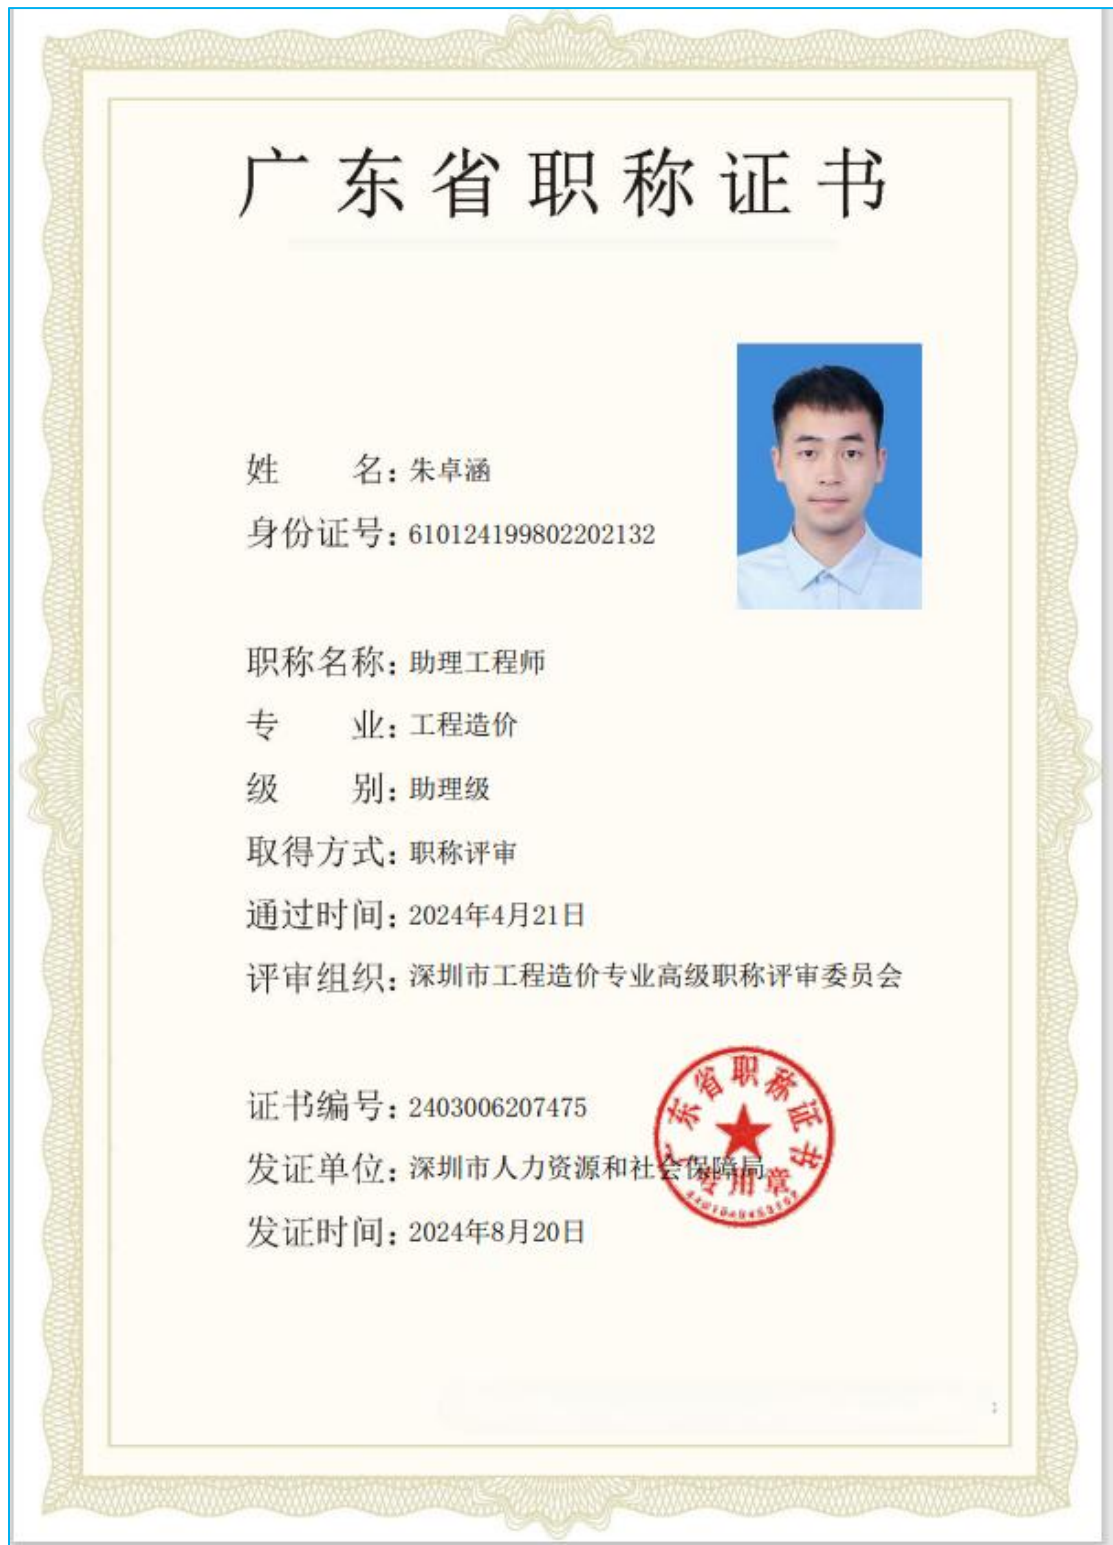 广东省职称证书
姓 名：朱卓涵
身份证号：610124199802202132
职称名称：助理工程师
专 业：工程造价
级 别：助理级
取得方式：职称评审
通过时间：2024年4月21日
评审组织：深圳市工程造价专业高级职称评审委员会
证书编号：2403006207475
发证单位：深圳市人力资源和社会保障局
发证时间：2024年8月20日
广东省职称证书
专用章